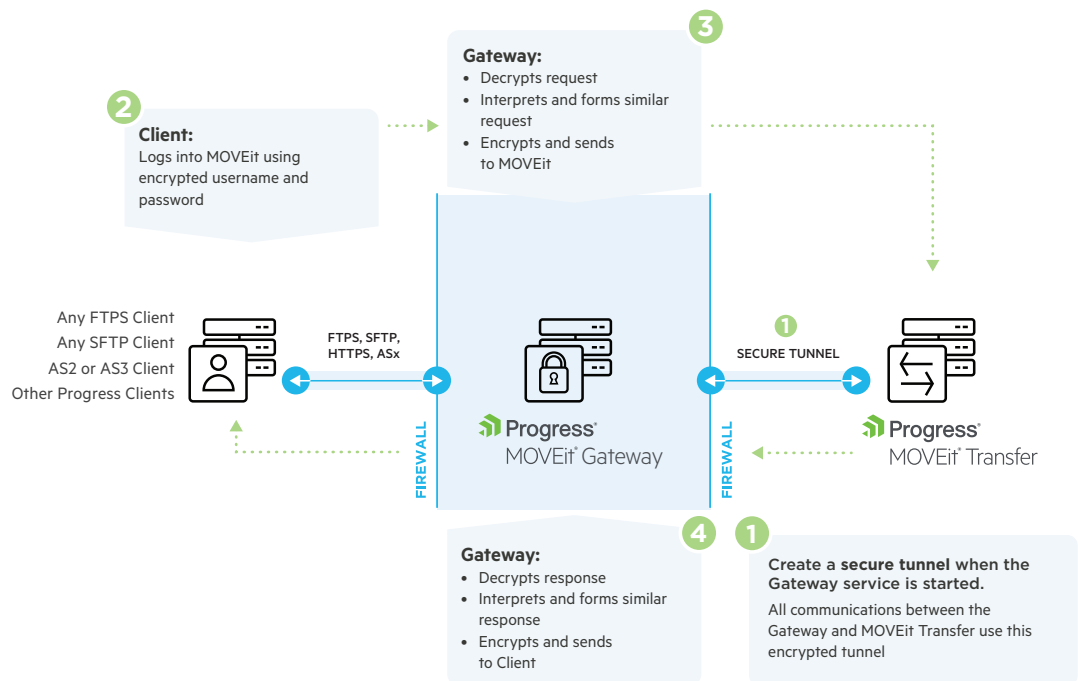 3
Gateway:
• Decrypts request
• Interprets and forms similar
request
• Encrypts and sends
to MOVEit
2
Client:
Logs into MOVEit using
encrypted username and
password
Any FTPS Client
Any SFTP Client
AS2 or AS3 Client
Other Progress Clients
FTPS, SFTP,
HTTPS, ASx
1
SECURE TUNNEL
FIREWALL
Progress®
MOVEit® Gateway
FIREWALL
Progress®
MOVEit® Transfer
4
Gateway:
• Decrypts response
• Interprets and forms similar
response
• Encrypts and sends
to Client
1
Create a secure tunnel when the
Gateway service is started.
All communications between the
Gateway and MOVEit Transfer use this
encrypted tunnel